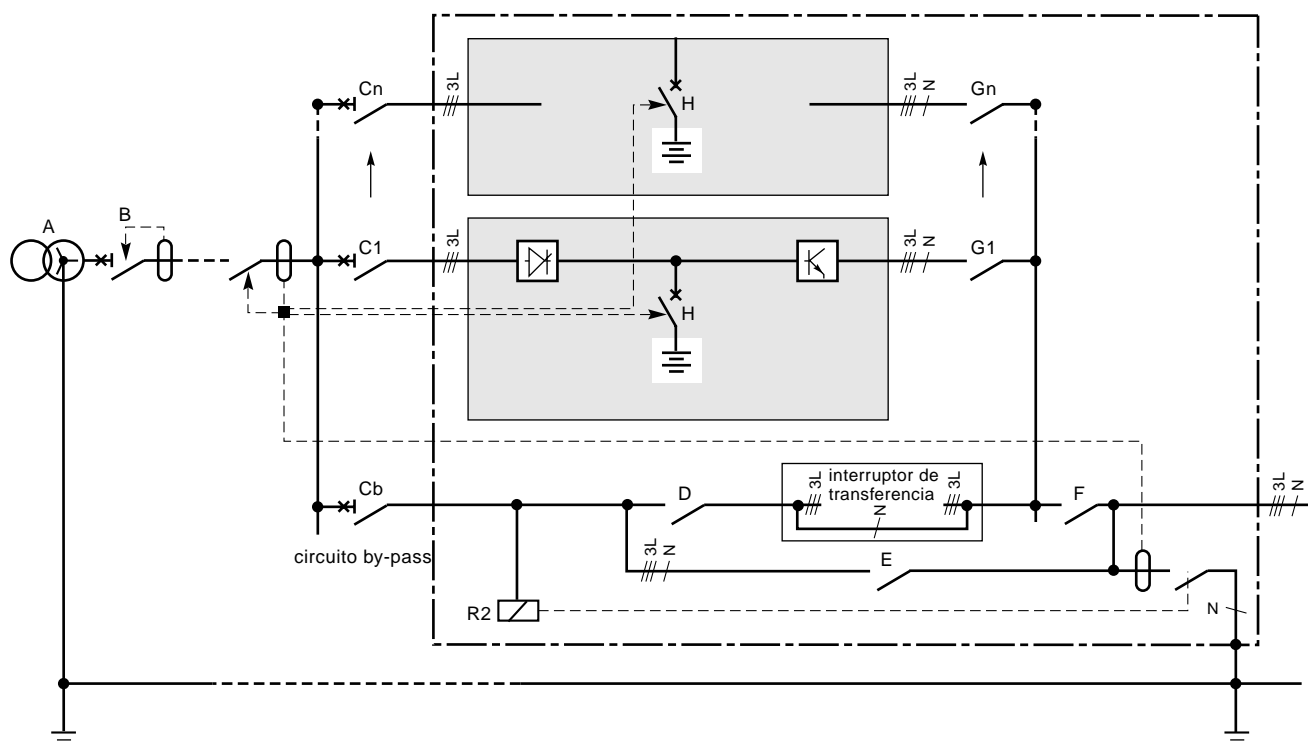 Cn
3L
H
3L
N
Gn
A
B
C1
3L
3L
N
G1
H
Cb
D
3L
interruptor de
transferencia
N
3L
F
3L
N
circuito by-pass
3L
N
E
R2
N